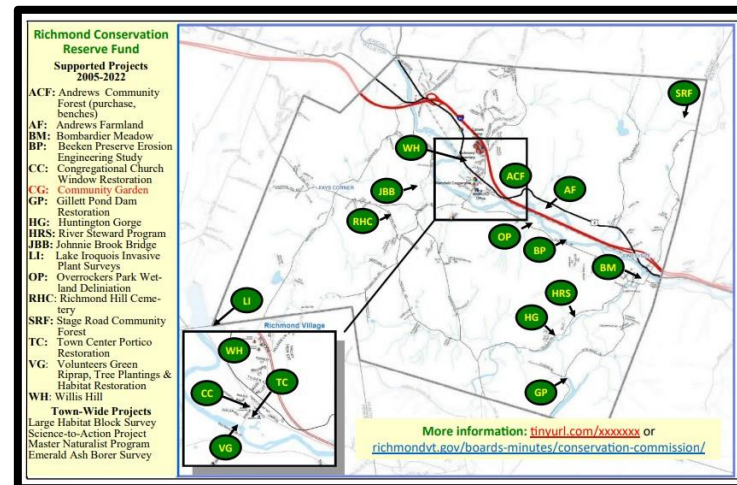 Richmond Conservation
Reserve Fund
Supported Projects
2005-2022
ACF: Andrews Community
Forest (purchase,
benches)
AF: Andrews Farmland
BM: Bombardier Meadow
BP: Beeken Preserve Erosion
Engineering Study
CC: Congregational Church
Window Restoration
CG: Community Garden
GP: Gillett Pond Dam
Restoration
HG: Huntington Gorge
HRS: River Steward Program
JBB: Johnnie Brook Bridge
LI: Lake Iroquois Invasive
Plant Surveys
OP: Overrockers Park Wet-
land Deliniation
RHC: Richmond Hill Ceme-
tery
SRF: Stage Road Community
Forest
TC: Town Center Portico
Restoration
VG: Volunteers Green
Riprap, Tree Plantings &
Habitat Restoration
WH: Willis Hill
Town-Wide Projects
Large Habitat Block Survey
Science-to-Action Project
Master Naturalist Program
Emerald Ash Borer Survey
SRF
WH
ACF
JBB
AF
FAYS CORNER
RHC
OP
BP
BM
HRS
LI
HG
GP
Richmond Village
WH
TC
CC
VG
More information: tinyurl.com/xxxxxxx or
richmondvt.gov/boards-minutes/conservation-commission/